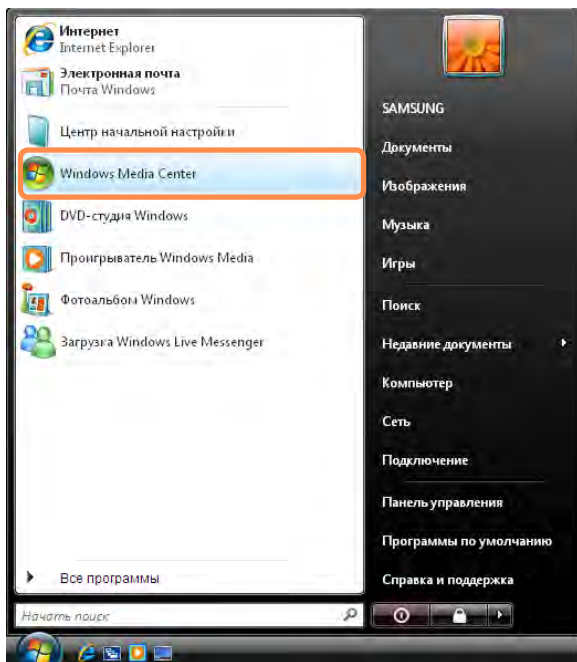 Интернет
Internet Explorer
Электронная почта
Почта Windows
Центр начальной настройки
Windows Media Center
DVD-студия Windows
Проигрыватель Windows Media
Фотоальбом Windows
Загрузка Windows Live Messenger
Все программы
Начать поиск
SAMSUNG
Документы
Изображения
Музыка
Игры
Поиск
Недавние документы
Компьютер
Сеть
Подключение
Панель управления
Программы по умолчанию
Справка и поддержка